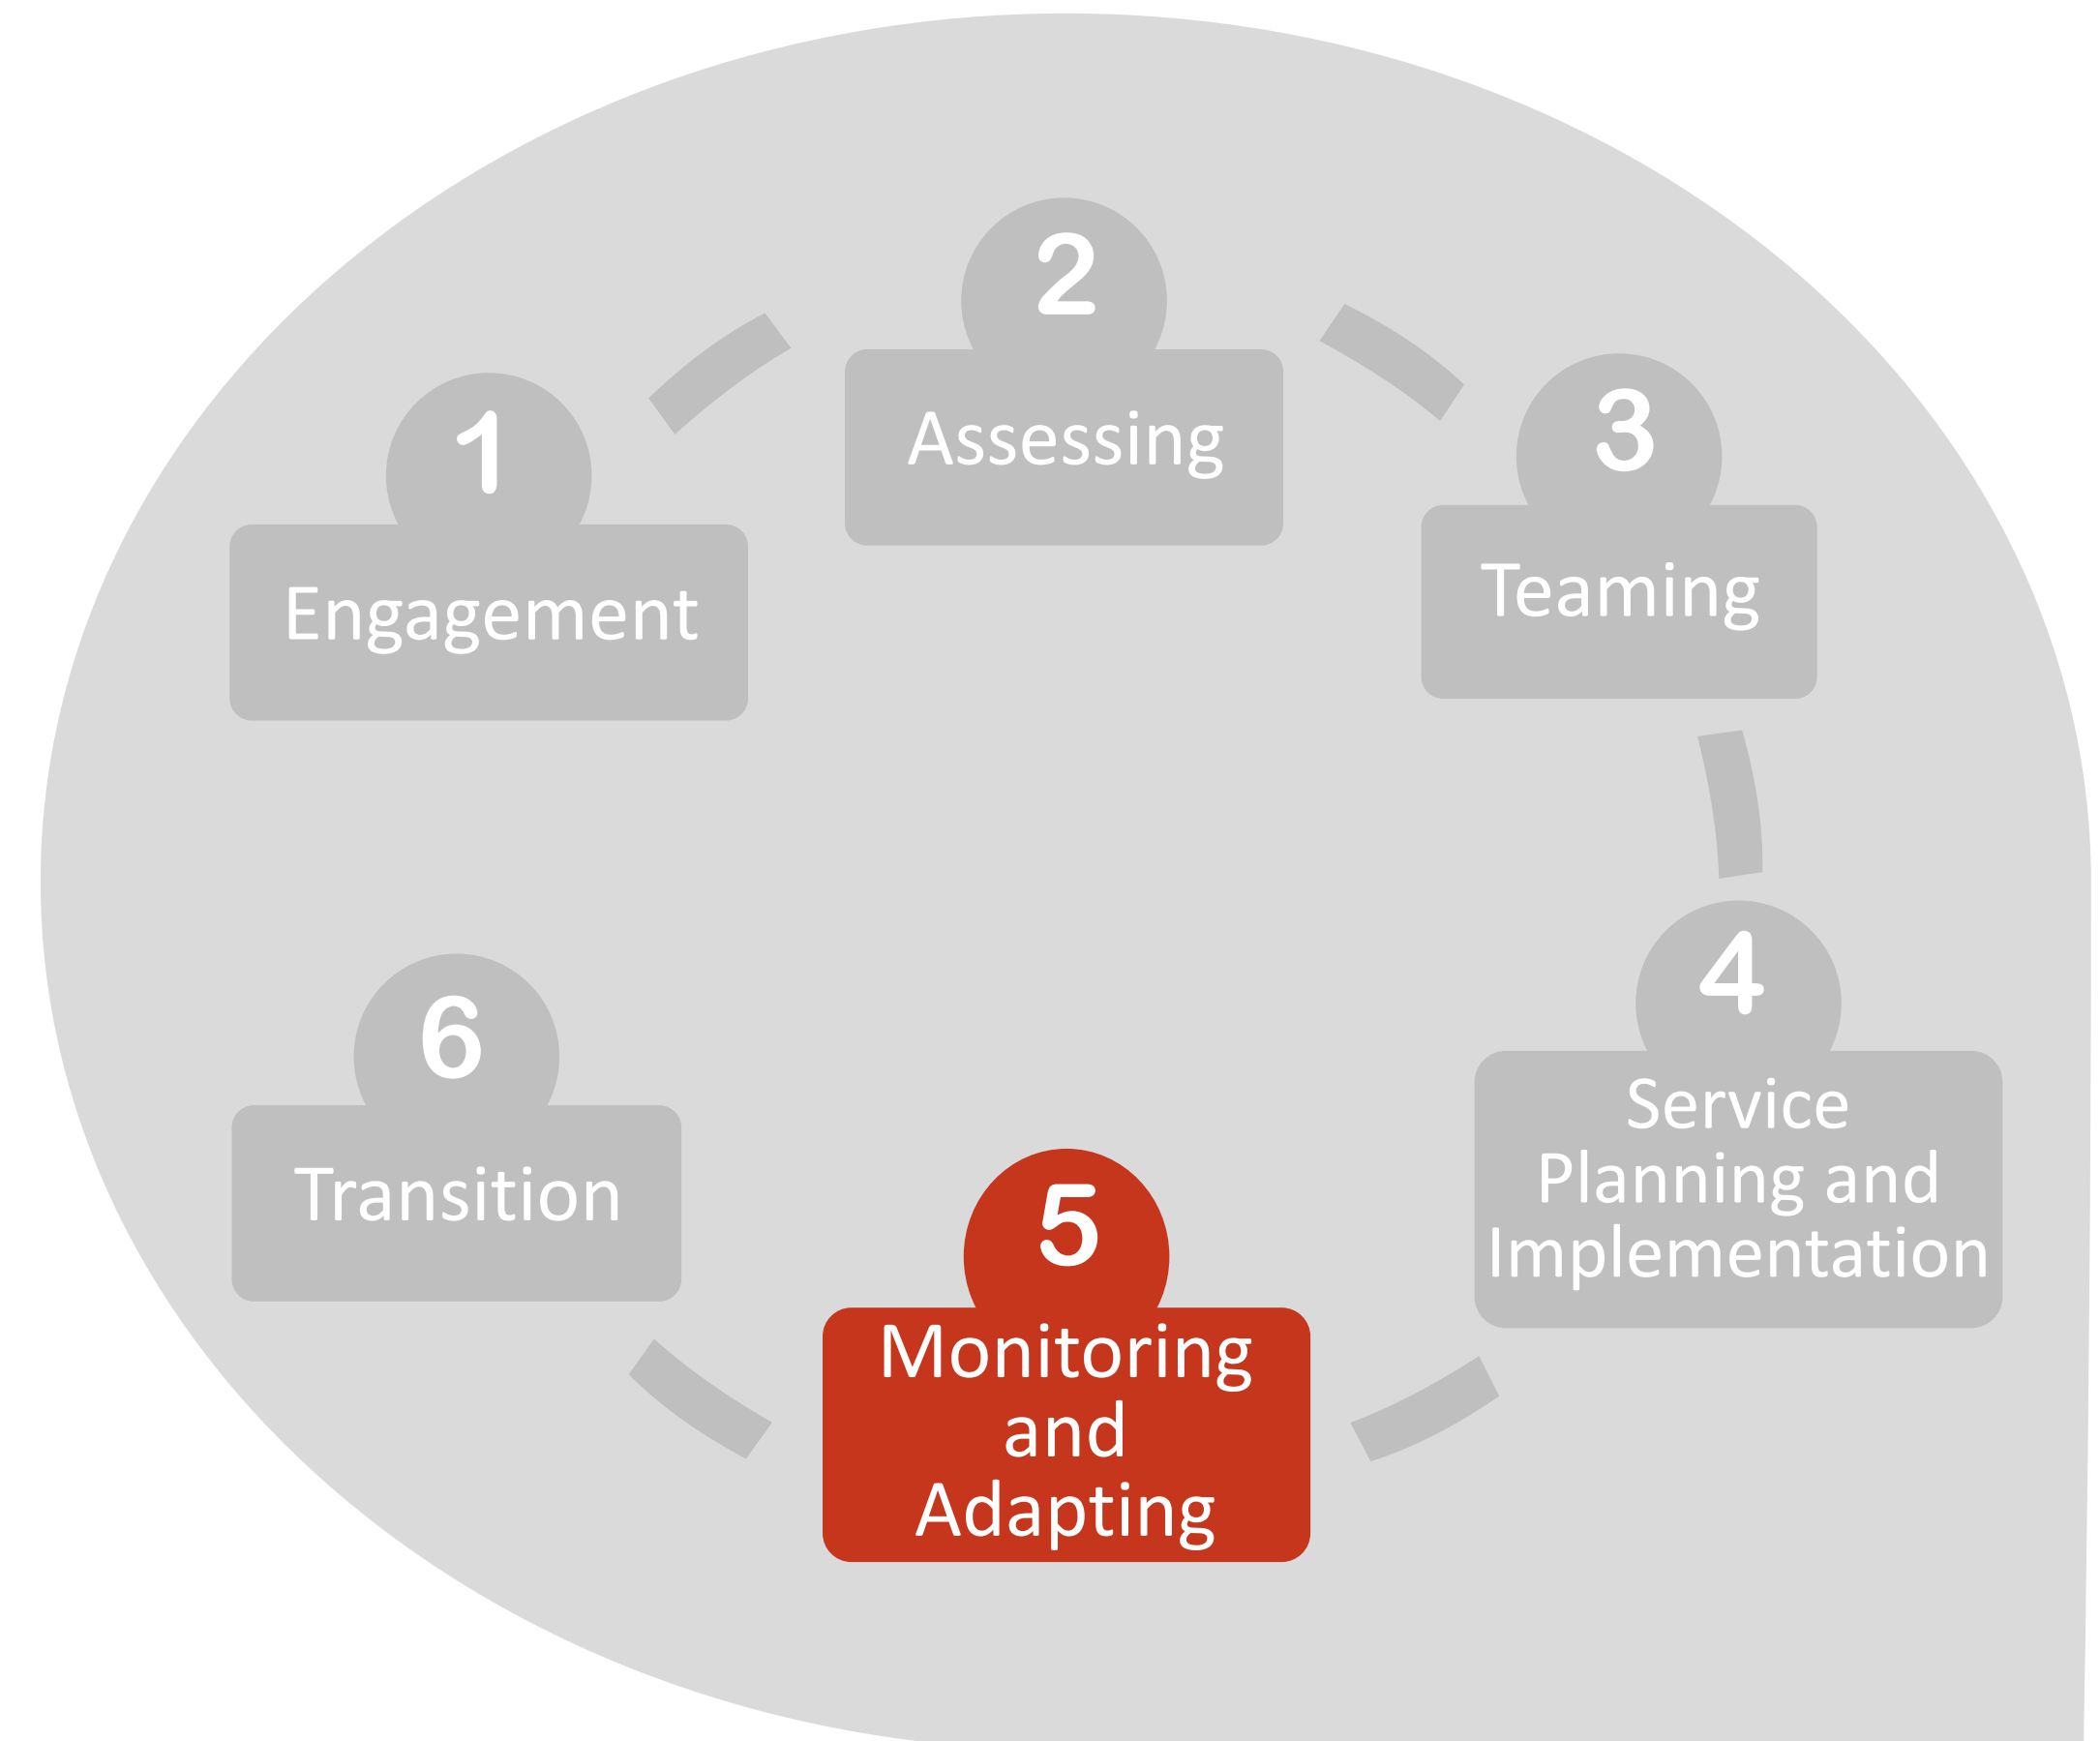 1
Engagement
2
Assessing
3
Teaming
4
Service
Planning and
Implementation
5
Monitoring
and
Adapting
6
Transition